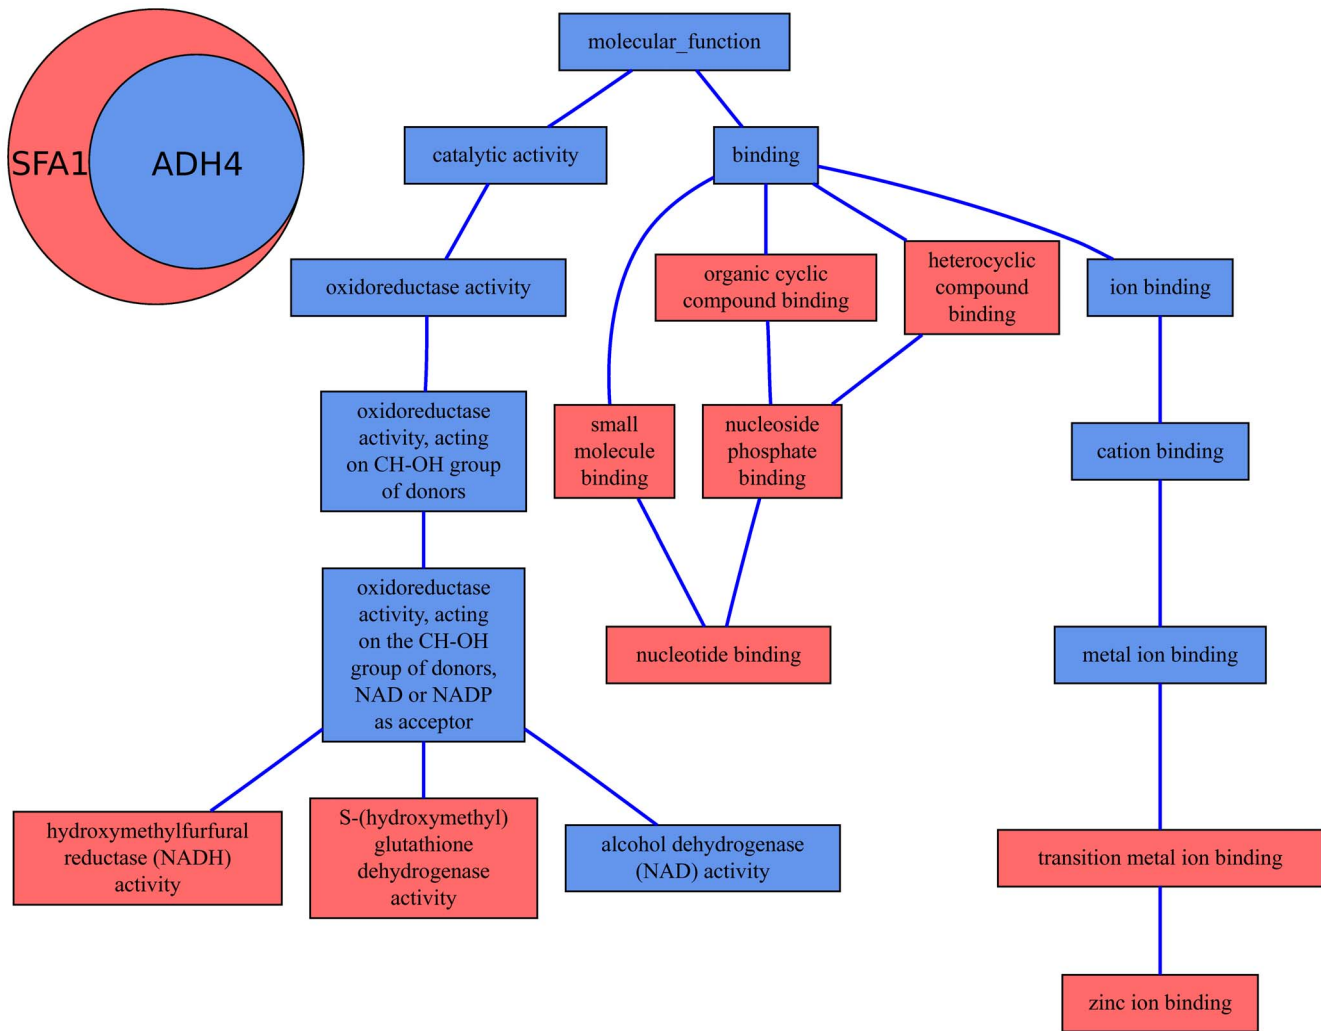 SFA1
ADH4
molecular_function
catalytic activity
binding
oxidoreductase activity
organic cyclic
compound binding
heterocyclic
compound
binding
ion binding
oxidoreductase
activity, acting
on CH-OH group
of donors
small
molecule
binding
nucleoside
phosphate
binding
cation binding
oxidoreductase
activity, acting
on the CH-OH
group of donors,
NAD or NADP
as acceptor
nucleotide binding
metal ion binding
hydroxymethylfurfural
reductase (NADH)
activity
S-(hydroxymethyl)
glutathione
dehydrogenase
activity
alcohol dehydrogenase
(NAD) activity
transition metal ion binding
zinc ion binding